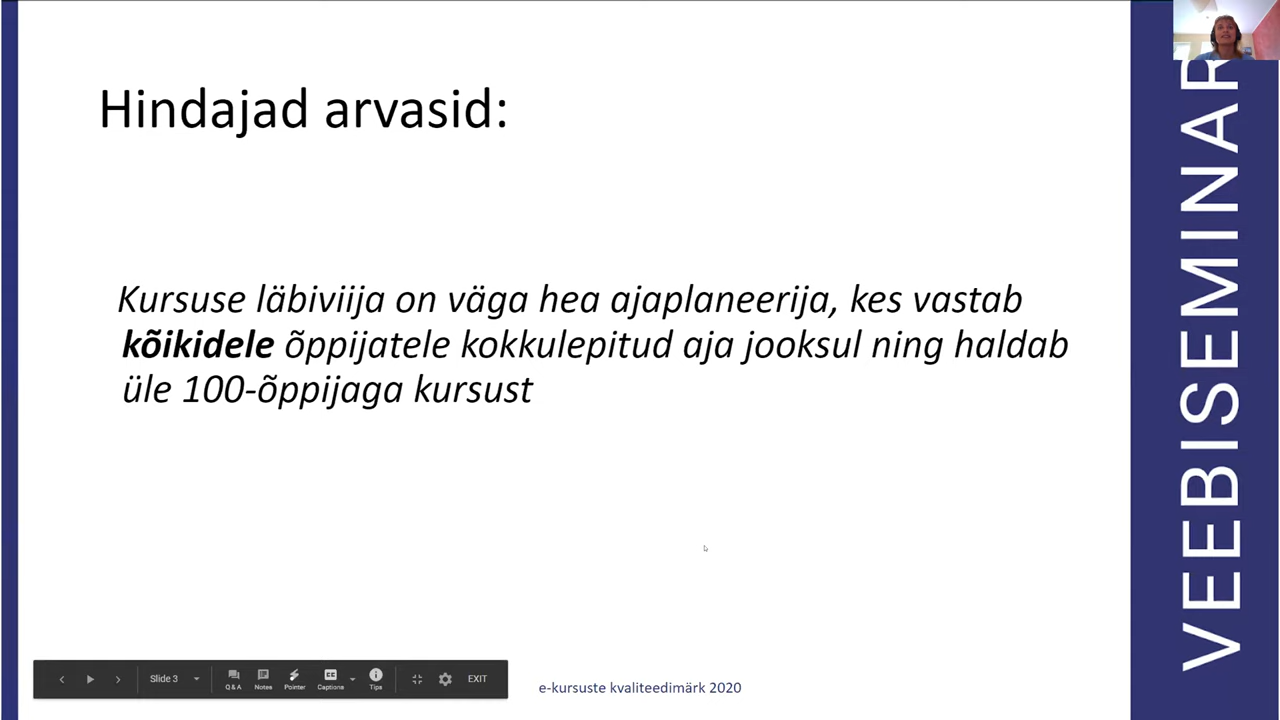 Hindajad arvasid:
Kursuse läbiviija on väga hea ajaplaneerija, kes vastab
kõikidele õppijatele kokkulepitud aja jooksul ning haldab
üle 100-õppijaga kursust
VEEBISEMINAR
Slide 3
Q & A
Notes
Pointer
CC
Captions
Tips
EXIT
e-kursuste kvaliteedimärk 2020